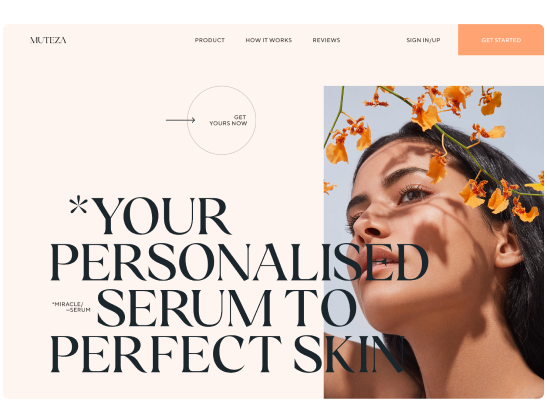 MUTEZA
PRODUCT
HOW IT WORKS
REVIEWS
SIGN IN/UP
GET STARTED
GET
YOURS NOW
*YOUR
PERSONALISED
*MIRACLE/
—SERUM
SERUM TO
PERFECT SKIN